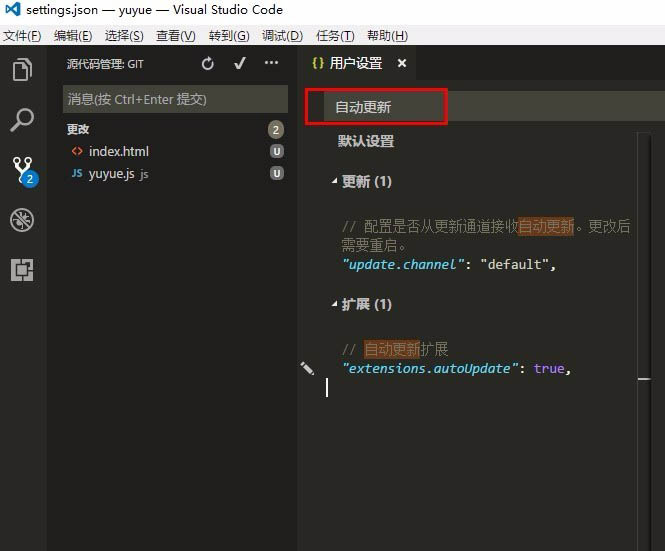 settings.json — yuyue — Visual Studio Code
文件(F) 编辑(E) 选择(S) 查看(V) 转到(G) 调试(D) 任务(T) 帮助(H)
源代码管理: GIT
{ } 用户设置
消息(按 Ctrl+Enter 提交)
自动更新
更改 2
<> index.html U
JS yuyue.js js U
2
默认设置
更新 (1)
// 配置是否从更新通道接收自动更新。更改后
需要重启。
"update.channel": "default",
扩展 (1)
// 自动更新扩展
"extensions.autoUpdate": true,